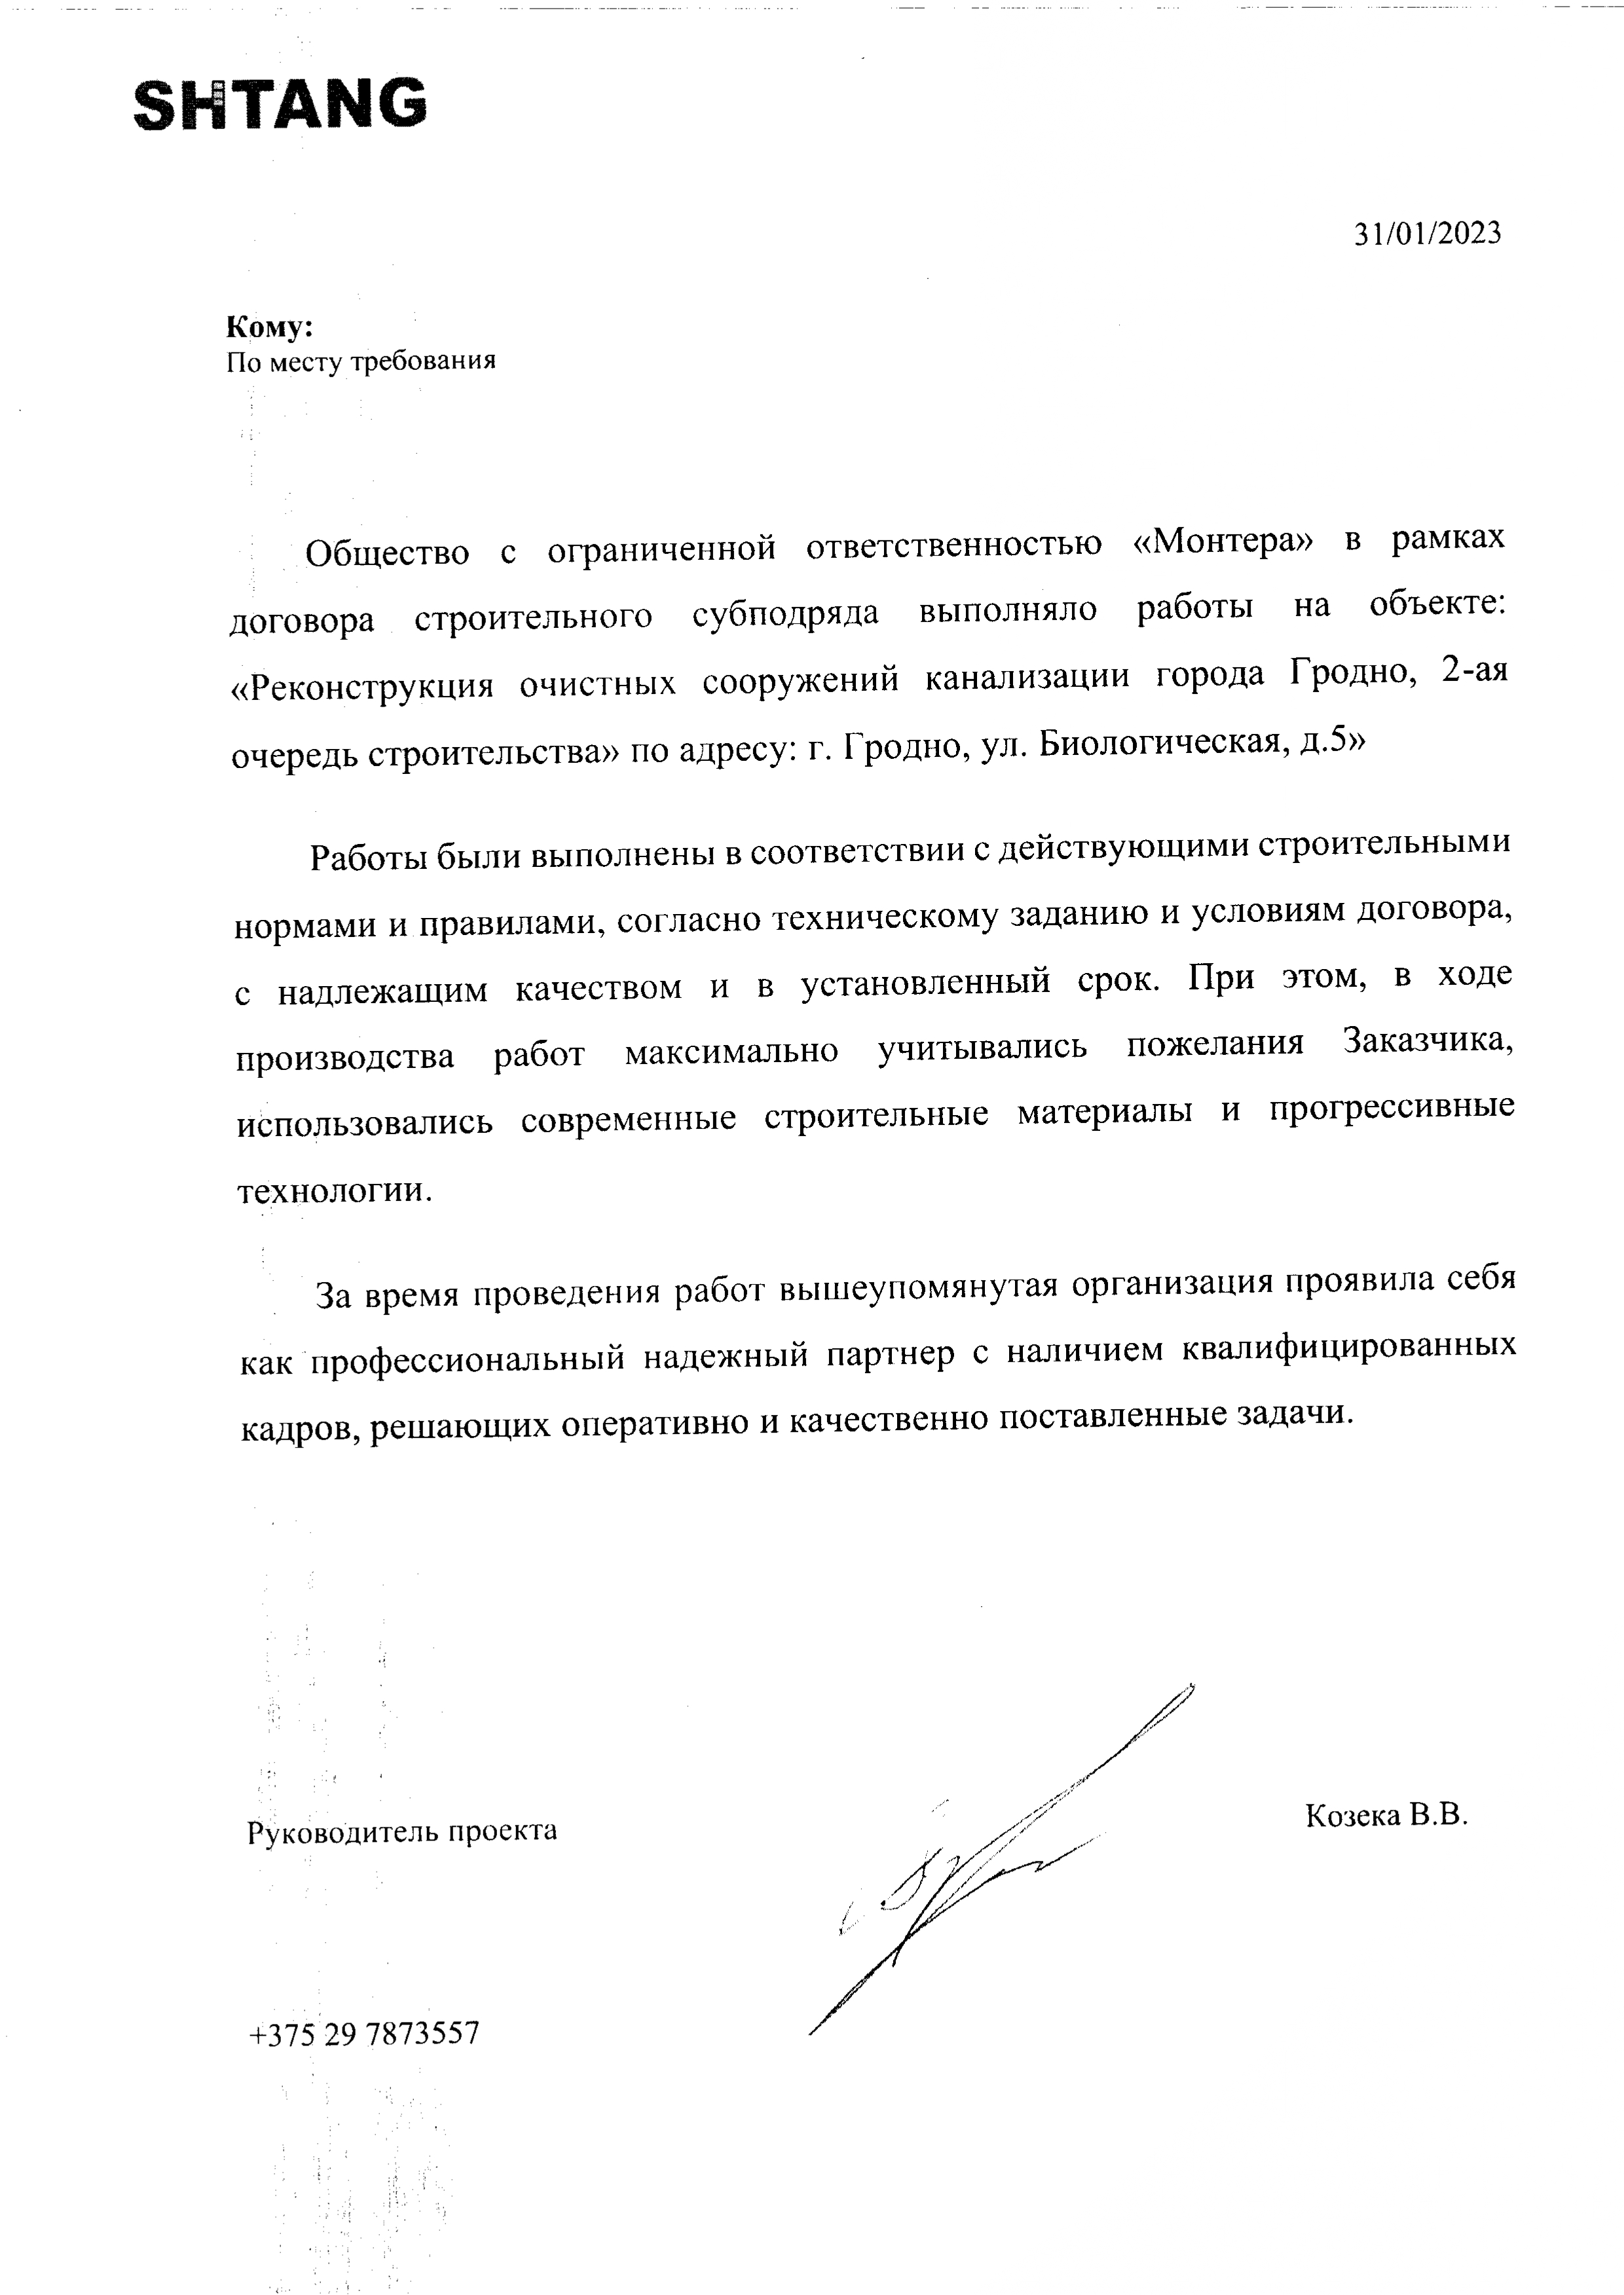 SHTANG
31/01/2023
Кому:
По месту требования
Общество с ограниченной ответственностью «Монтера» в рамках
договора строительного субподряда выполняло работы на объекте:
«Реконструкция очистных сооружений канализации города Гродно, 2-ая
очередь строительства» по адресу: г. Гродно, ул. Биологическая, д.5»
Работы были выполнены в соответствии с действующими строительными
нормами и правилами, согласно техническому заданию и условиям договора,
с надлежащим качеством и в установленный срок. При этом, в ходе
производства работ максимально учитывались пожелания Заказчика,
использовались современные строительные материалы и прогрессивные
технологии.
За время проведения работ вышеупомянутая организация проявила себя
как профессиональный надежный партнер с наличием квалифицированных
кадров, решающих оперативно и качественно поставленные задачи.
Руководитель проекта
Козека В.В.
+375 29 7873557